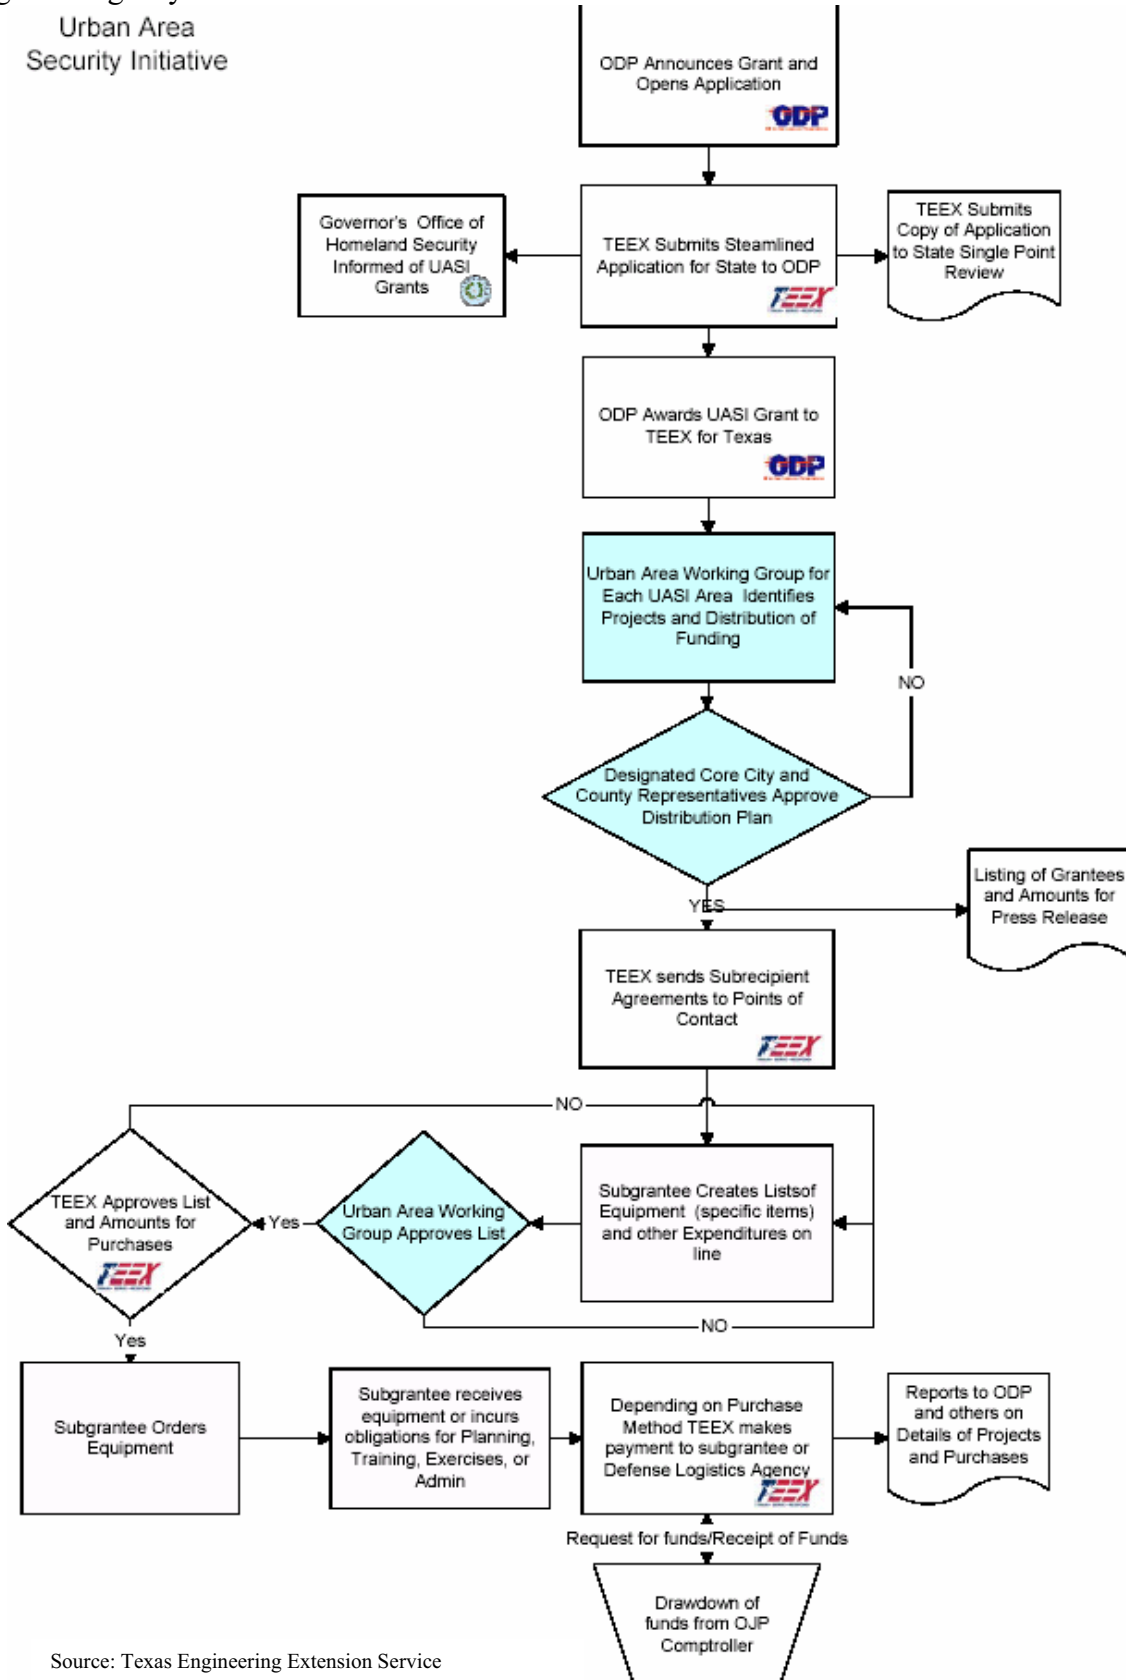 Urban Area
Security Initiative
ODP Announces Grant and
Opens Application
ODP
Governor's Office of
Homeland Security
Informed of UASI
Grants
TEEX Submits Steamlined
Application for State to ODP
TEEX
TEEX Submits
Copy of Application
to State Single Point
Review
ODP Awards UASI Grant to
TEEX for Texas
ODP
Urban Area Working Group for
Each UASI Area Identifies
Projects and Distribution of
Funding
NO
Designated Core City and
County Representatives Approve
Distribution Plan
YES
Listing of Grantees
and Amounts for
Press Release
TEEX sends Subrecipient
Agreements to Points of
Contact
TEEX
NO
TEEX Approves List
and Amounts for
Purchases
TEEX
Yes
Urban Area Working
Group Approves List
Subgrantee Creates Listsof
Equipment (specific items)
and other Expenditures on
line
NO
Yes
Subgrantee Orders
Equipment
Subgrantee receives
equipment or incurs
obligations for Planning,
Training, Exercises, or
Admin
Depending on Purchase
Method TEEX makes
payment to subgrantee or
Defense Logistics Agency
TEEX
Reports to ODP
and others on
Details of Projects
and Purchases
Request for funds/Receipt of Funds
Drawdown of
funds from OJP
Comptroller
Source: Texas Engineering Extension Service